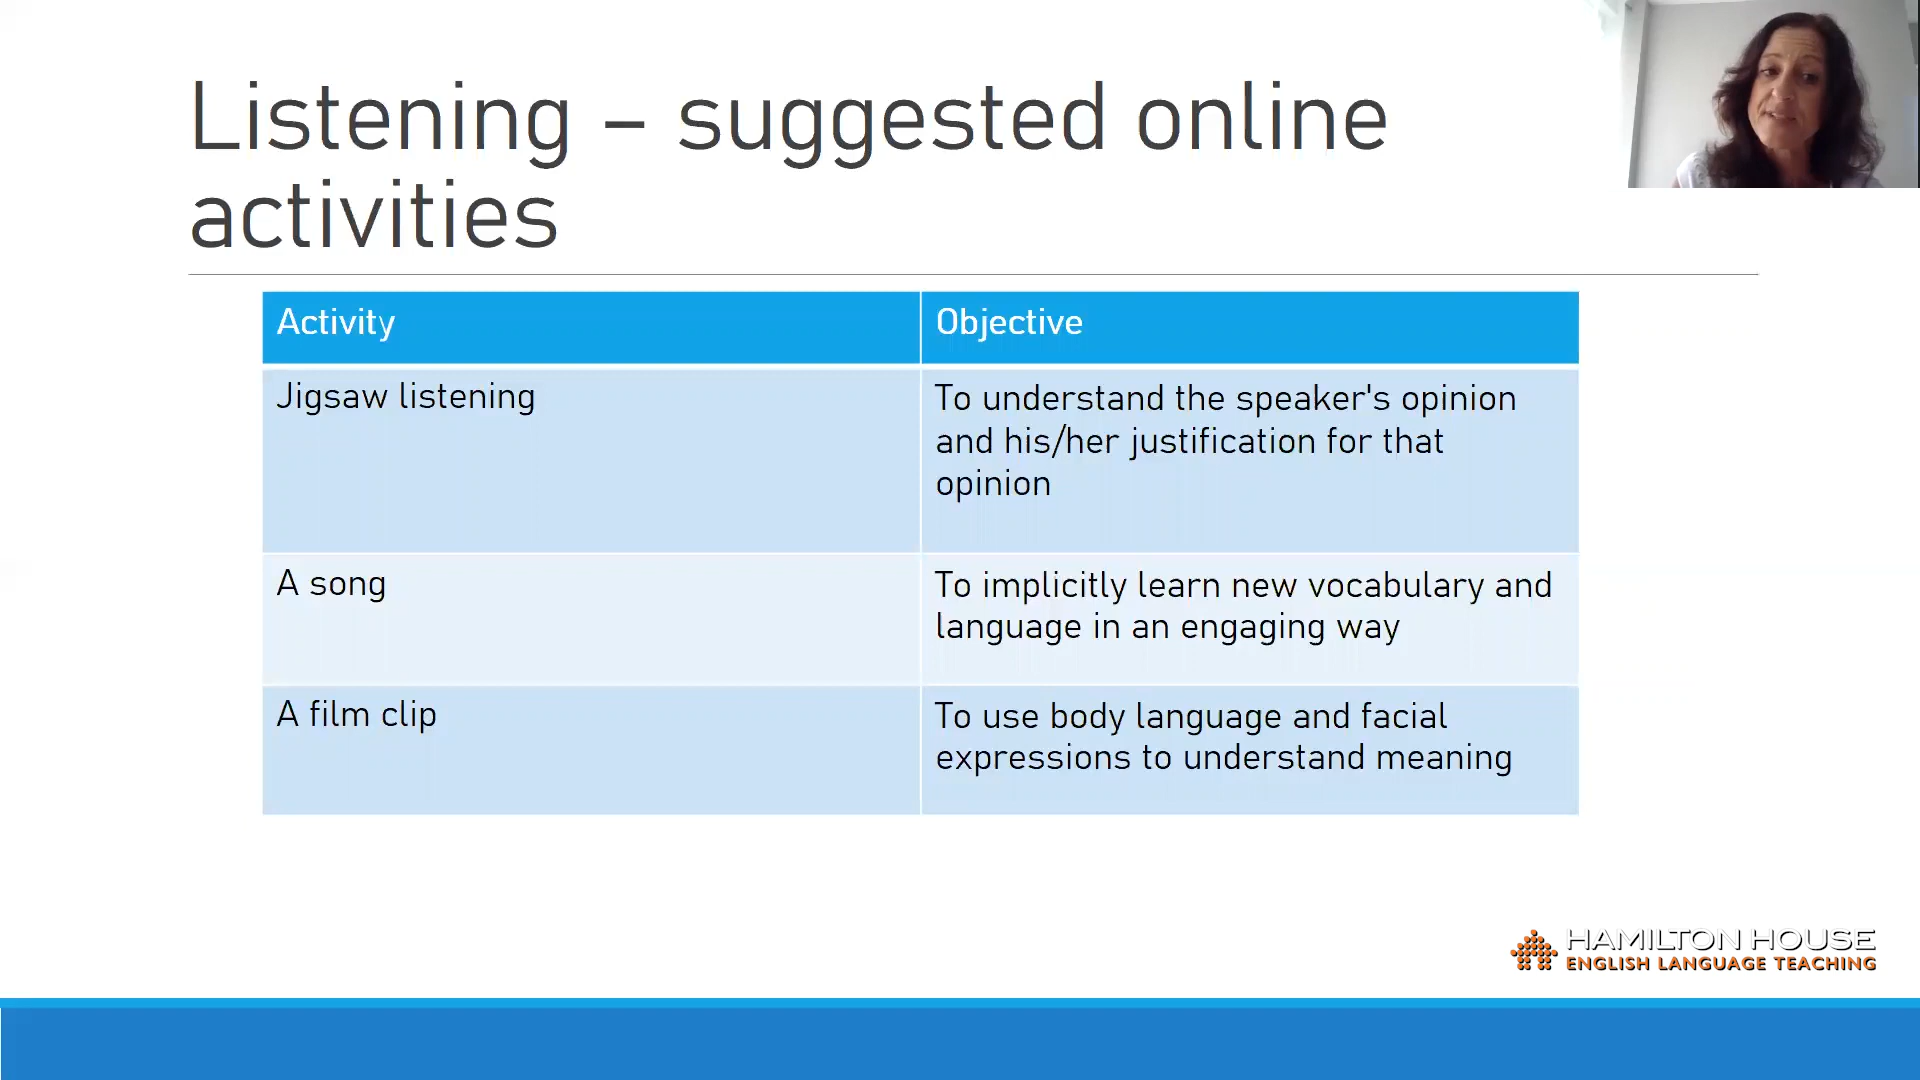 Listening – suggested online
activities
Activity
Objective
Jigsaw listening
To understand the speaker's opinion
and his/her justification for that
opinion
A song
To implicitly learn new vocabulary and
language in an engaging way
A film clip
To use body language and facial
expressions to understand meaning
HAMILTON HOUSE
ENGLISH LANGUAGE TEACHING